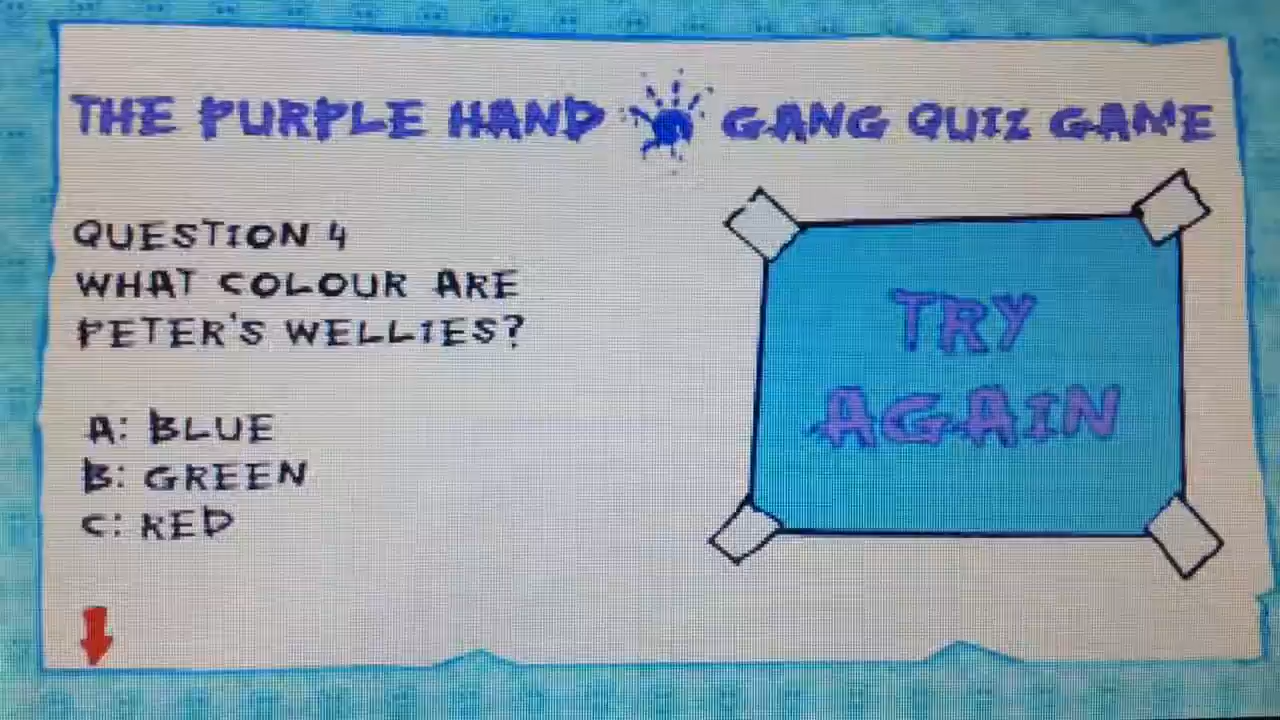 THE PURPLE HAND GANG QUIZ GAME
QUESTION 4
WHAT COLOUR ARE
PETER'S WELLIES?
A: BLUE
B: GREEN
C: RED
TRY
AGAIN